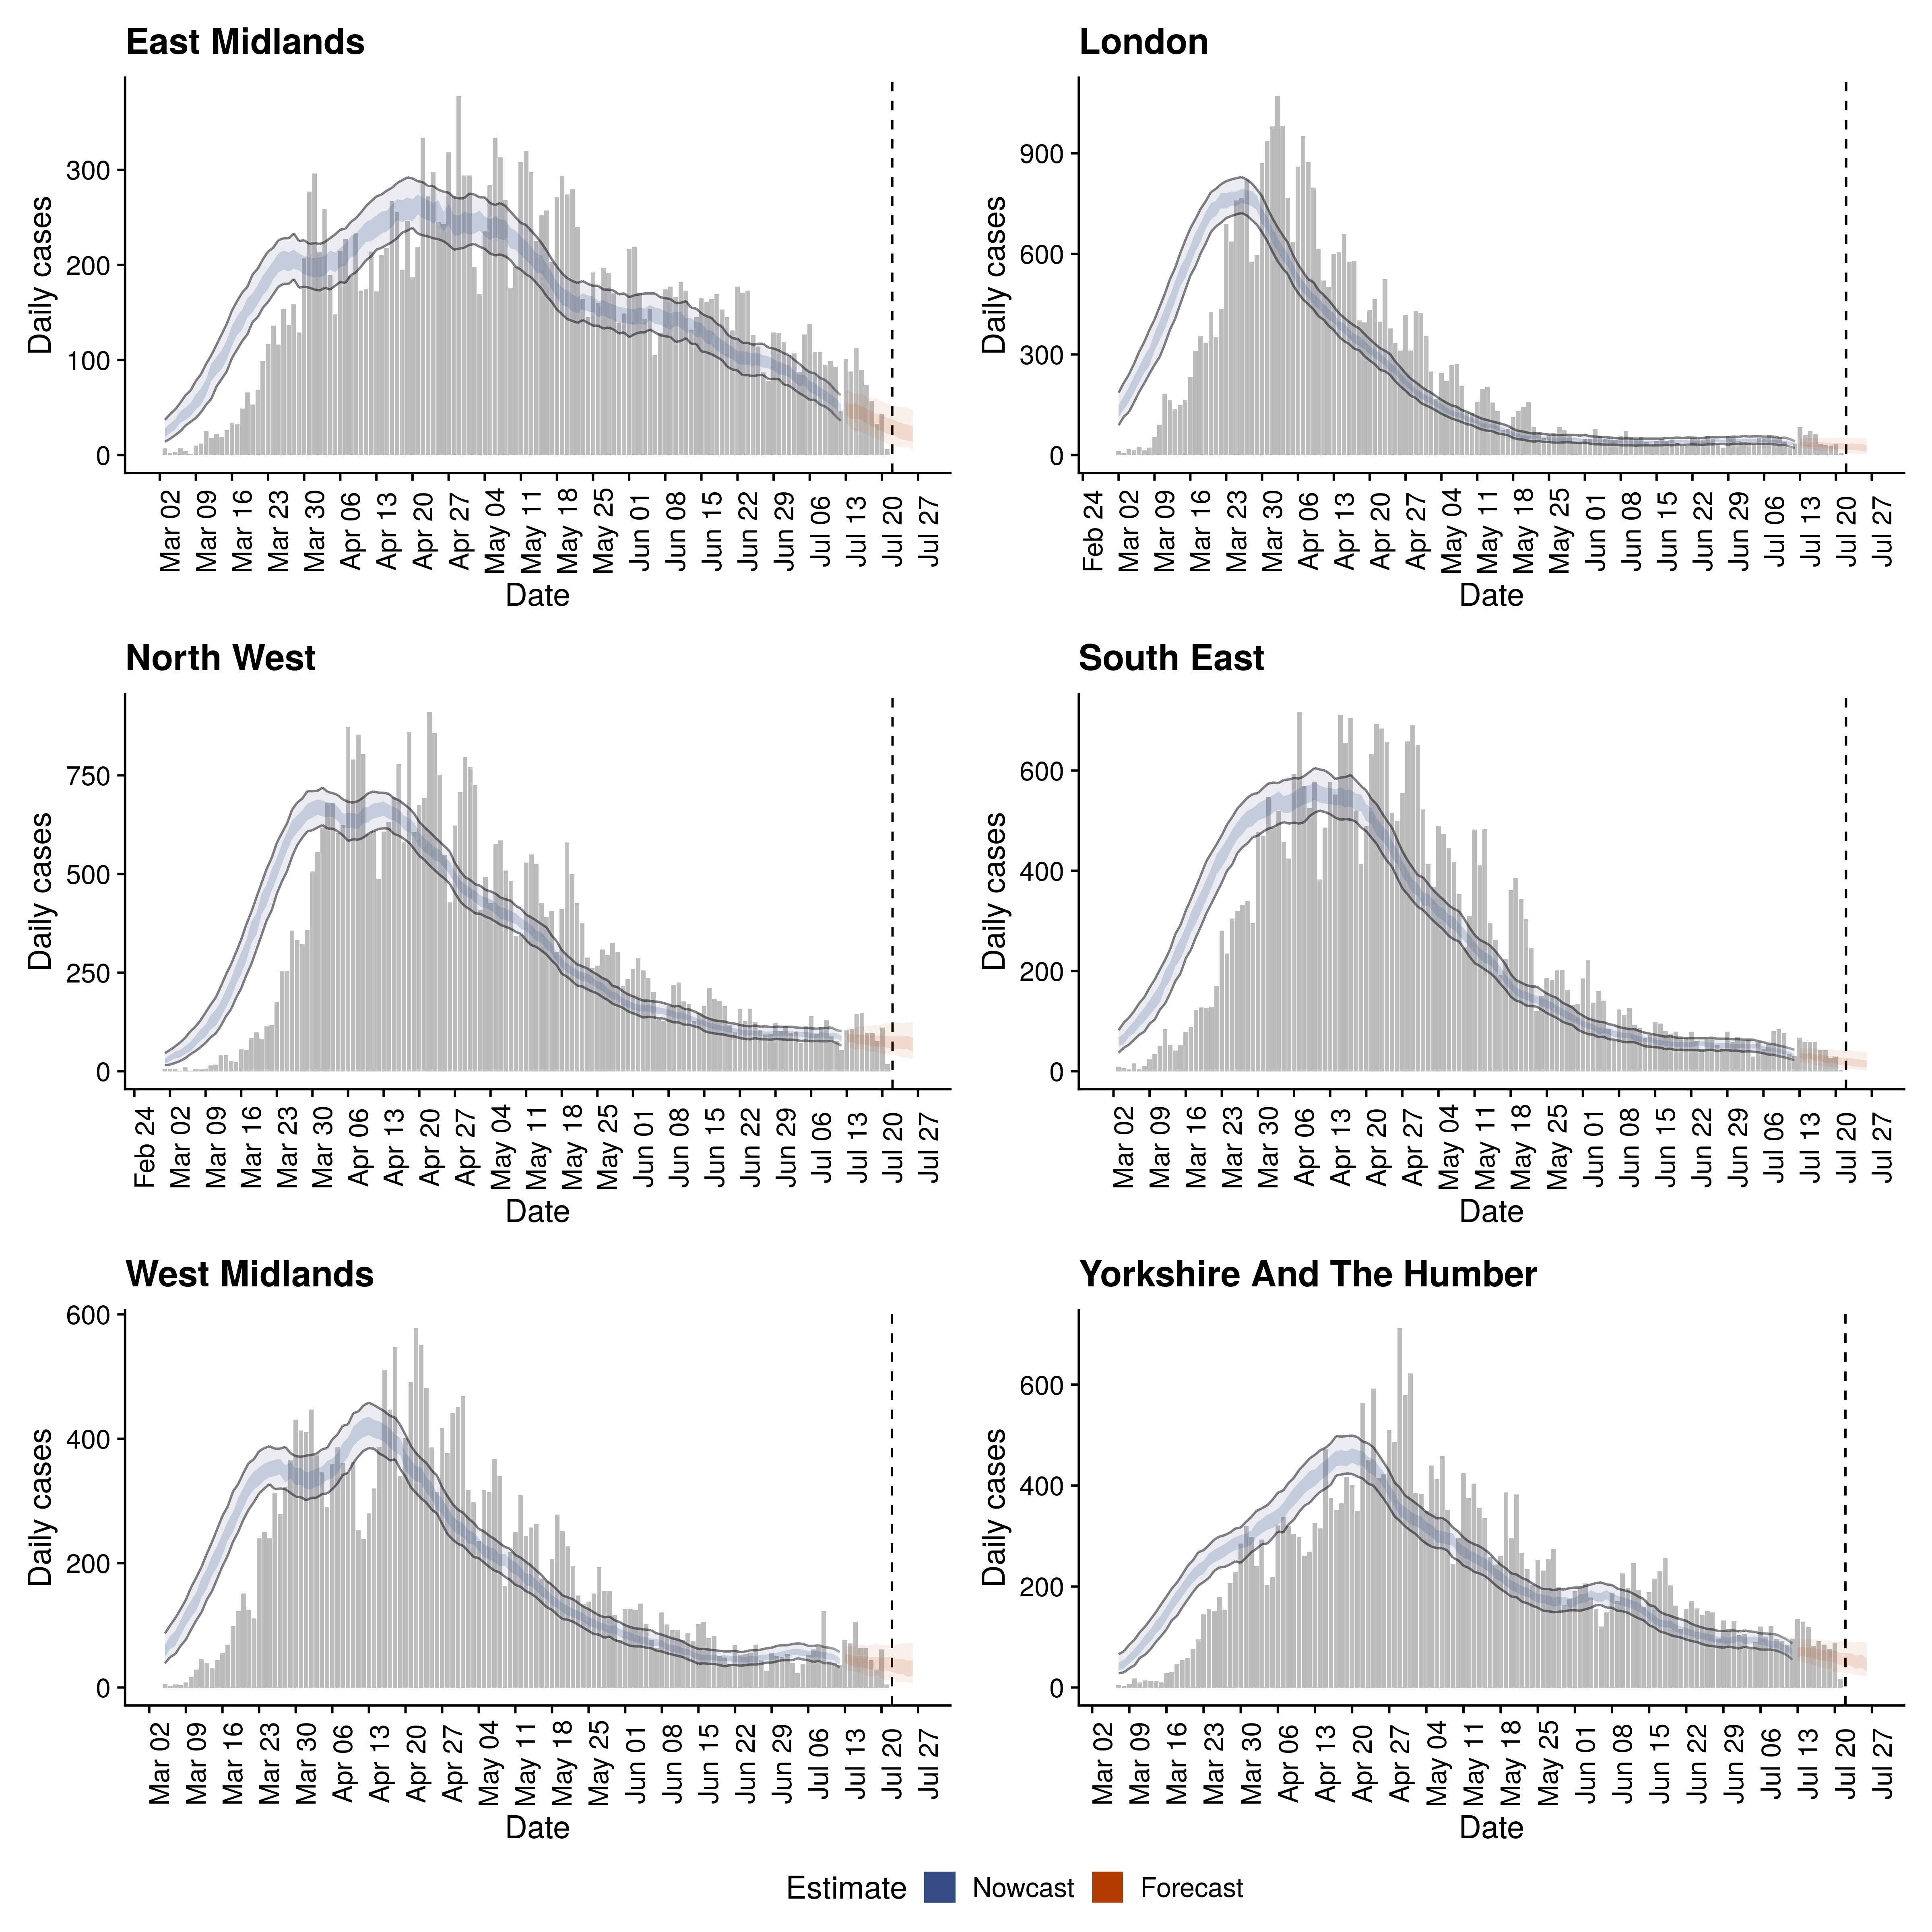 East Midlands
Daily cases
300
200
100
0
Mar 02
Mar 09
Mar 16
Mar 23
Mar 30
Apr 06
Apr 13
Apr 20
Apr 27
May 04
May 11
May 18
May 25
Jun 01
Jun 08
Jun 15
Jun 22
Jun 29
Jul 06
Jul 13
Jul 20
Jul 27
Date
London
Daily cases
900
600
300
0
Feb 24
Mar 02
Mar 09
Mar 16
Mar 23
Mar 30
Apr 06
Apr 13
Apr 20
Apr 27
May 04
May 11
May 18
May 25
Jun 01
Jun 08
Jun 15
Jun 22
Jun 29
Jul 06
Jul 13
Jul 20
Jul 27
Date
North West
Daily cases
750
500
250
0
Feb 24
Mar 02
Mar 09
Mar 16
Mar 23
Mar 30
Apr 06
Apr 13
Apr 20
Apr 27
May 04
May 11
May 18
May 25
Jun 01
Jun 08
Jun 15
Jun 22
Jun 29
Jul 06
Jul 13
Jul 20
Jul 27
Date
South East
Daily cases
600
400
200
0
Mar 02
Mar 09
Mar 16
Mar 23
Mar 30
Apr 06
Apr 13
Apr 20
Apr 27
May 04
May 11
May 18
May 25
Jun 01
Jun 08
Jun 15
Jun 22
Jun 29
Jul 06
Jul 13
Jul 20
Jul 27
Date
West Midlands
Daily cases
600
400
200
0
Mar 02
Mar 09
Mar 16
Mar 23
Mar 30
Apr 06
Apr 13
Apr 20
Apr 27
May 04
May 11
May 18
May 25
Jun 01
Jun 08
Jun 15
Jun 22
Jun 29
Jul 06
Jul 13
Jul 20
Jul 27
Date
Yorkshire And The Humber
Daily cases
600
400
200
0
Mar 02
Mar 09
Mar 16
Mar 23
Mar 30
Apr 06
Apr 13
Apr 20
Apr 27
May 04
May 11
May 18
May 25
Jun 01
Jun 08
Jun 15
Jun 22
Jun 29
Jul 06
Jul 13
Jul 20
Jul 27
Date
Estimate Nowcast Forecast